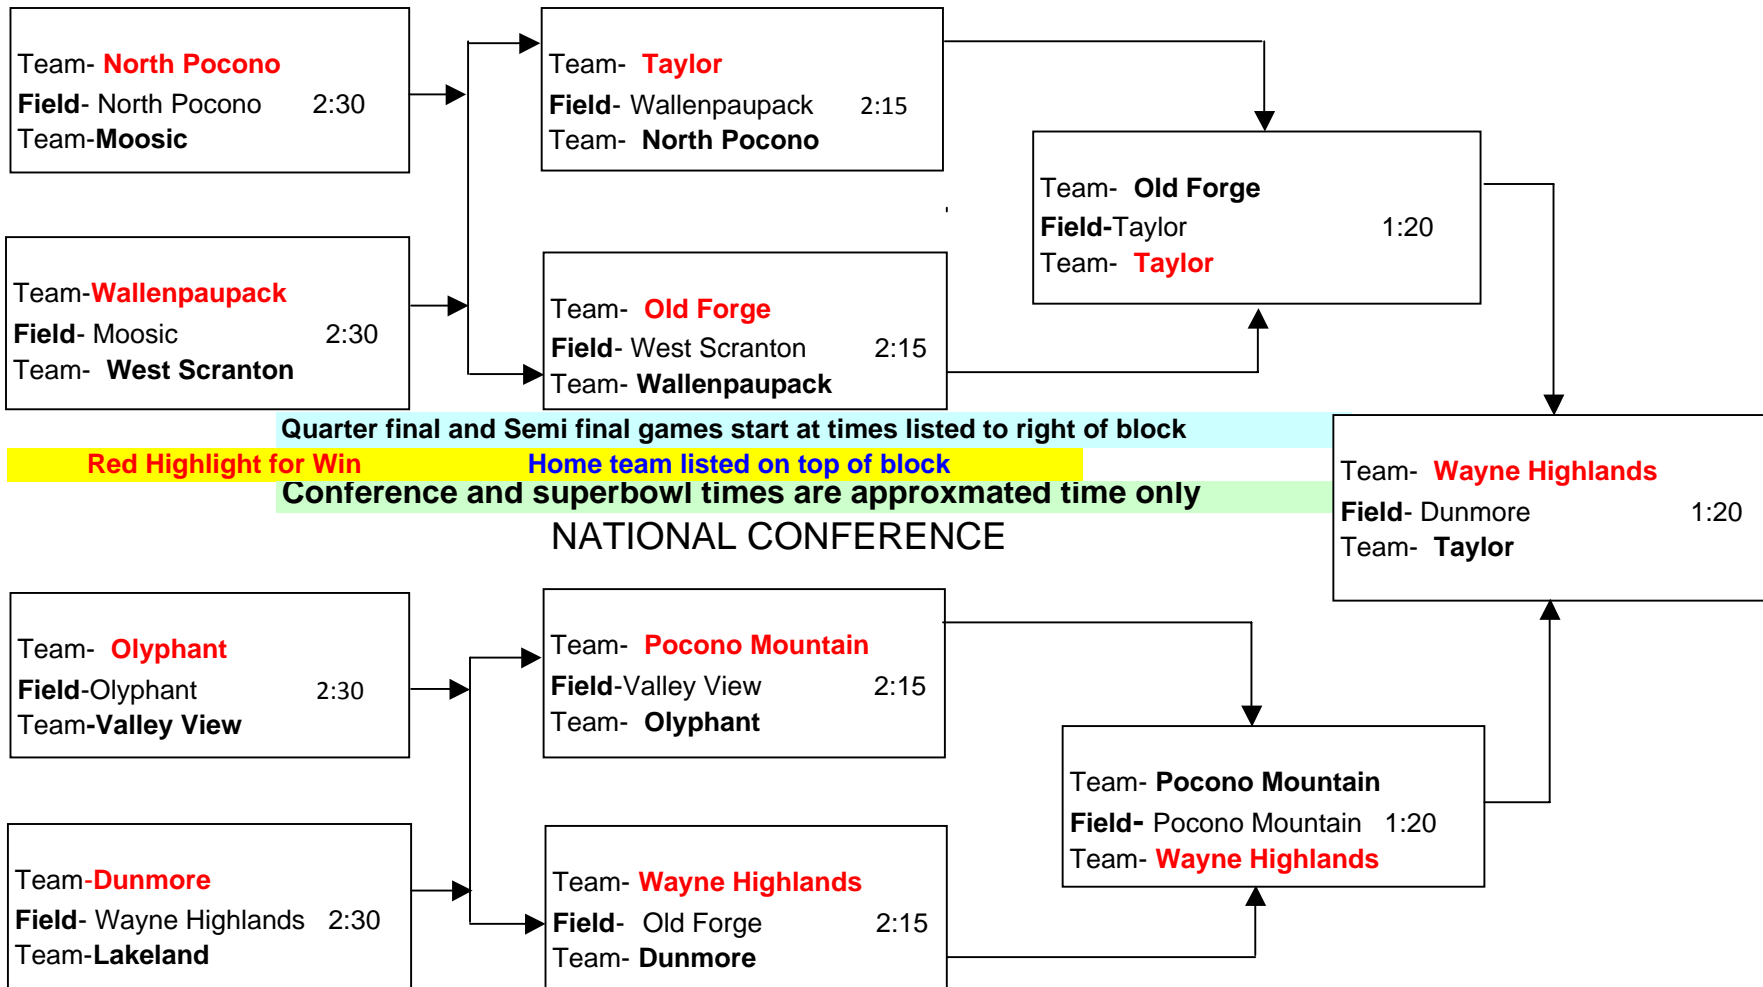 Team- North Pocono
Field- North Pocono 2:30
Team-Moosic
Team- Taylor
Field- Wallenpaupack 2:15
Team- North Pocono
Team- Old Forge
Field-Taylor 1:20
Team- Taylor
Team-Wallenpaupack
Field- Moosic 2:30
Team- West Scranton
Team- Old Forge
Field- West Scranton 2:15
Team- Wallenpaupack
Quarter final and Semi final games start at times listed to right of block
Red Highlight for Win Home team listed on top of block
Conference and superbowl times are approxmated time only
NATIONAL CONFERENCE
Team- Wayne Highlands
Field- Dunmore 1:20
Team- Taylor
Team- Olyphant
Field-Olyphant 2:30
Team-Valley View
Team- Pocono Mountain
Field-Valley View 2:15
Team- Olyphant
Team- Pocono Mountain
Field- Pocono Mountain 1:20
Team- Wayne Highlands
Team-Dunmore
Field- Wayne Highlands 2:30
Team-Lakeland
Team- Wayne Highlands
Field- Old Forge 2:15
Team- Dunmore